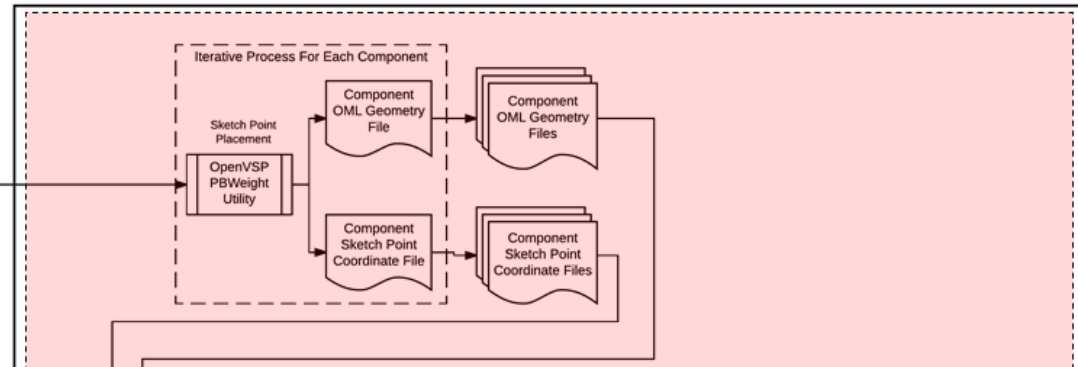 Iterative Process For Each Component
Component
OML Geometry
File
Component
OML Geometry
Files
Sketch Point
Placement
OpenVSP
PBWeight
Utility
Component
Sketch Point
Coordinate File
Component
Sketch Point
Coordinate Files